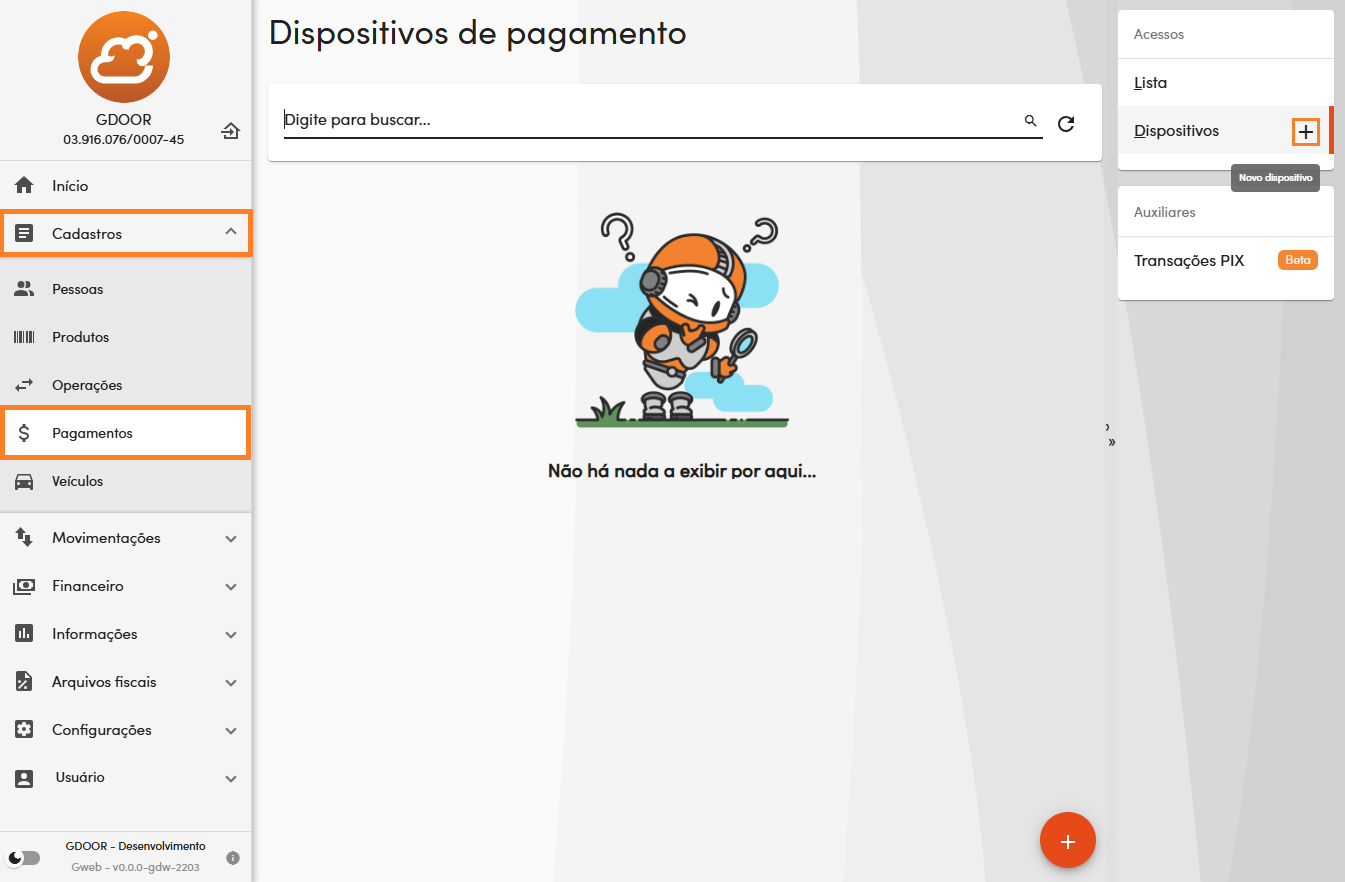 GDOOR
03.916.076/0007-45
Início
Cadastros
Pessoas
Produtos
Operações
Pagamentos
Veículos
Movimentações
Financeiro
Informações
Arquivos fiscais
Configurações
Usuário
GDOOR - Desenvolvimento
Gweb - v0.0.0-gdw-2203
Dispositivos de pagamento
Digite para buscar...
Não há nada a exibir por aqui...
Acessos
Lista
Dispositivos
Novo dispositivo
Auxiliares
Transações PIX Beta